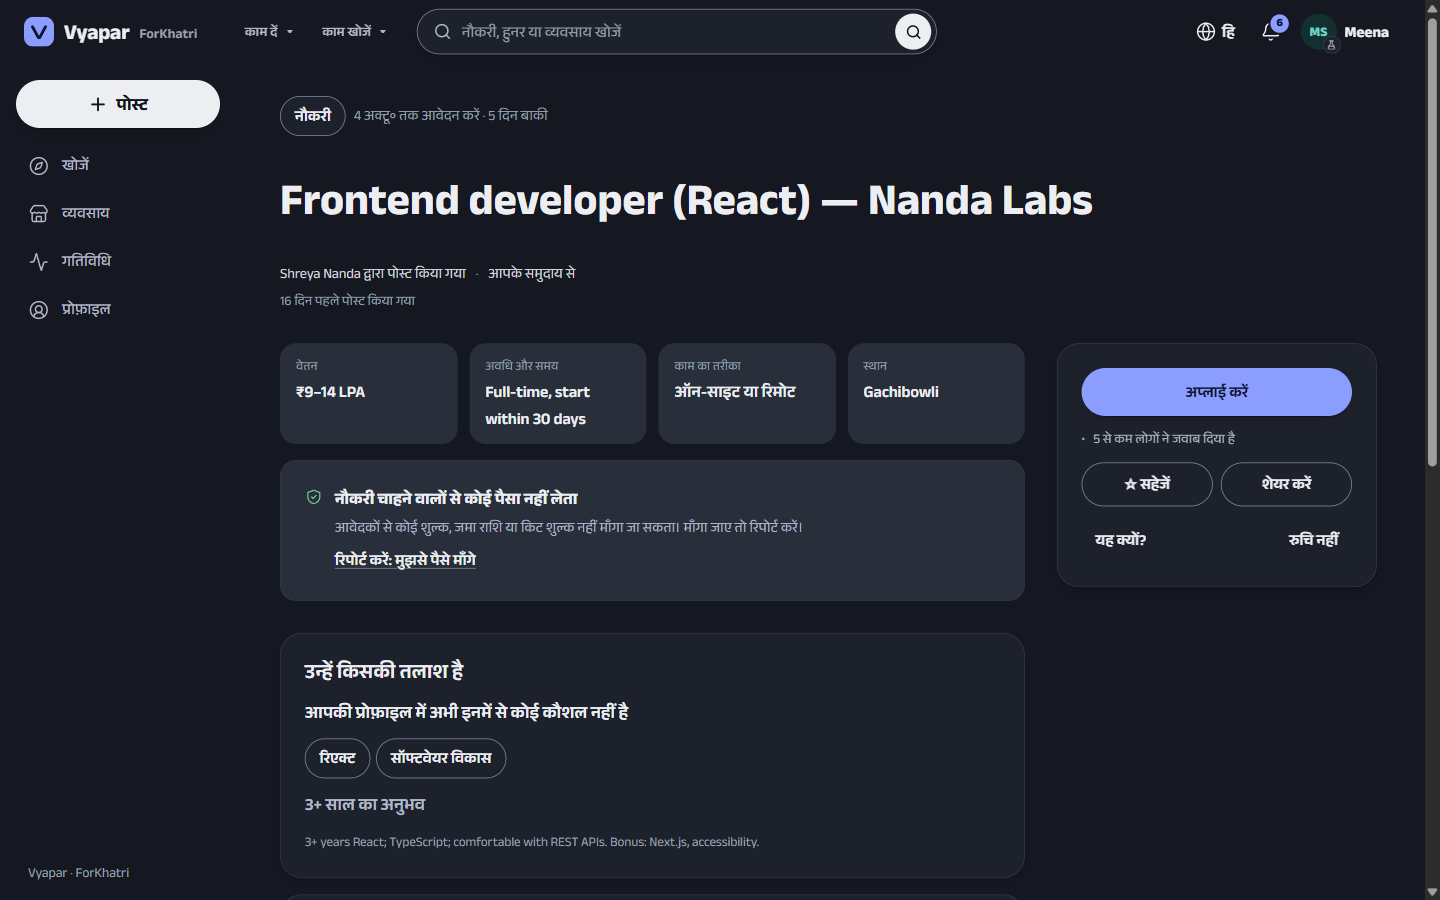 Vyapar ForKhatri
काम दें
काम खोजें
नौकरी, हुनर या व्यवसाय खोजें
हि
6
MS
Meena
पोस्ट
खोजें
व्यवसाय
गतिविधि
प्रोफ़ाइल
नौकरी
4 अक्टू॰ तक आवेदन करें · 5 दिन बाकी
Frontend developer (React) — Nanda Labs
Shreya Nanda द्वारा पोस्ट किया गया · आपके समुदाय से
16 दिन पहले पोस्ट किया गया
वेतन
₹9–14 LPA
अवधि और समय
Full-time, start
within 30 days
काम का तरीका
ऑन-साइट या रिमोट
स्थान
Gachibowli
अप्लाई करें
• 5 से कम लोगों ने जवाब दिया है
☆ सहेजें
शेयर करें
यह क्यों?
रुचि नहीं
नौकरी चाहने वालों से कोई पैसा नहीं लेता
आवेदकों से कोई शुल्क, जमा राशि या किट शुल्क नहीं माँगा जा सकता। माँगा जाए तो रिपोर्ट करें।
रिपोर्ट करें: मुझसे पैसे माँगे
उन्हें किसकी तलाश है
आपकी प्रोफ़ाइल में अभी इनमें से कोई कौशल नहीं है
रिएक्ट
सॉफ्टवेयर विकास
3+ साल का अनुभव
3+ years React; TypeScript; comfortable with REST APIs. Bonus: Next.js, accessibility.
Vyapar · ForKhatri